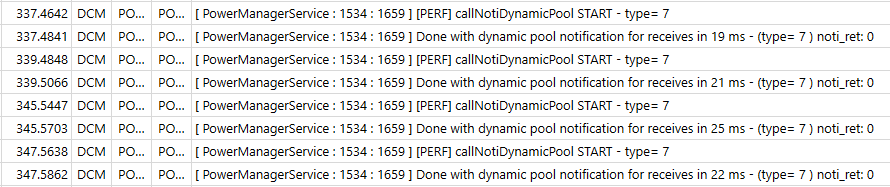 337.4642 DCM PO... PO... [ PowerManagerService : 1534 : 1659 ] [PERF] callNotiDynamicPool START - type= 7
337.4841 DCM PO... PO... [ PowerManagerService : 1534 : 1659 ] Done with dynamic pool notification for receives in 19 ms - (type= 7 ) noti_ret: 0
339.4848 DCM PO... PO... [ PowerManagerService : 1534 : 1659 ] [PERF] callNotiDynamicPool START - type= 7
339.5066 DCM PO... PO... [ PowerManagerService : 1534 : 1659 ] Done with dynamic pool notification for receives in 21 ms - (type= 7 ) noti_ret: 0
345.5447 DCM PO... PO... [ PowerManagerService : 1534 : 1659 ] [PERF] callNotiDynamicPool START - type= 7
345.5703 DCM PO... PO... [ PowerManagerService : 1534 : 1659 ] Done with dynamic pool notification for receives in 25 ms - (type= 7 ) noti_ret: 0
347.5638 DCM PO... PO... [ PowerManagerService : 1534 : 1659 ] [PERF] callNotiDynamicPool START - type= 7
347.5862 DCM PO... PO... [ PowerManagerService : 1534 : 1659 ] Done with dynamic pool notification for receives in 22 ms - (type= 7 ) noti_ret: 0